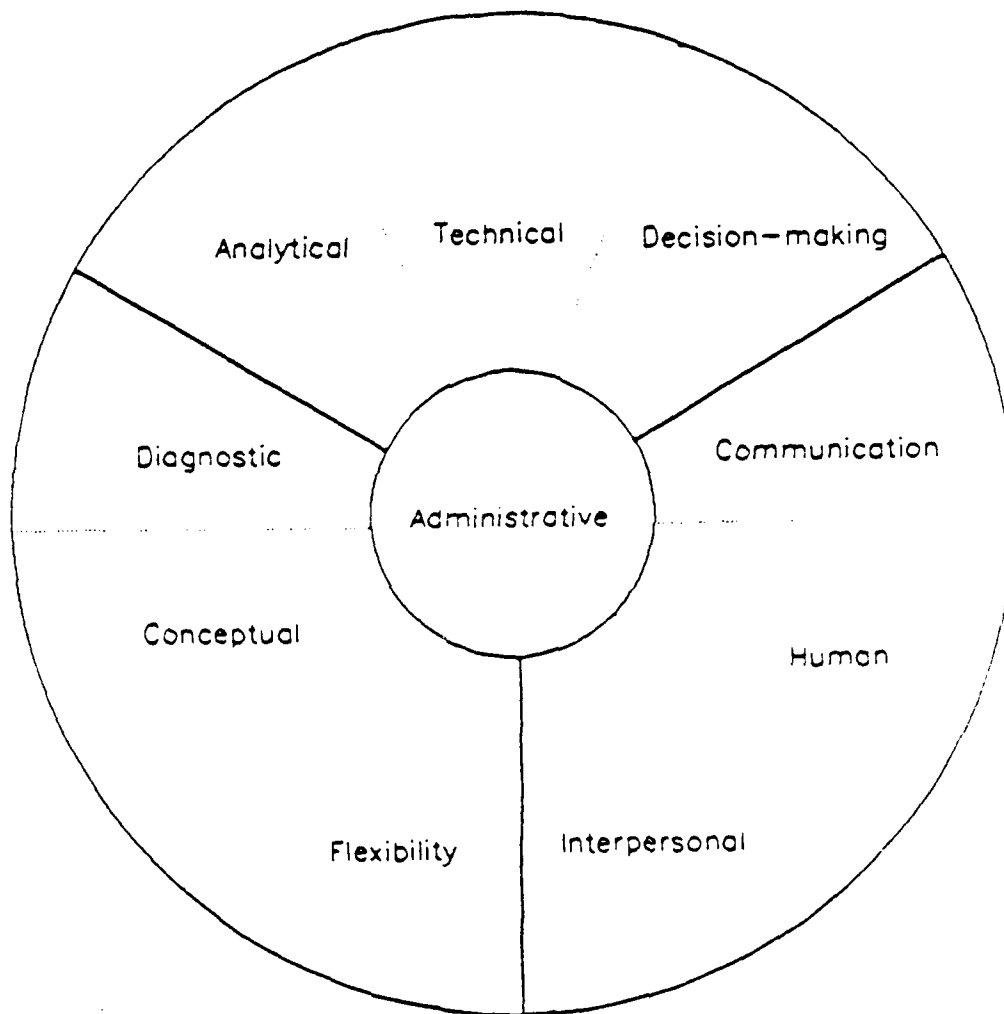 Analytical
Technical
Decision-making
Diagnostic
Communication
Administrative
Conceptual
Human
Flexibility
Interpersonal